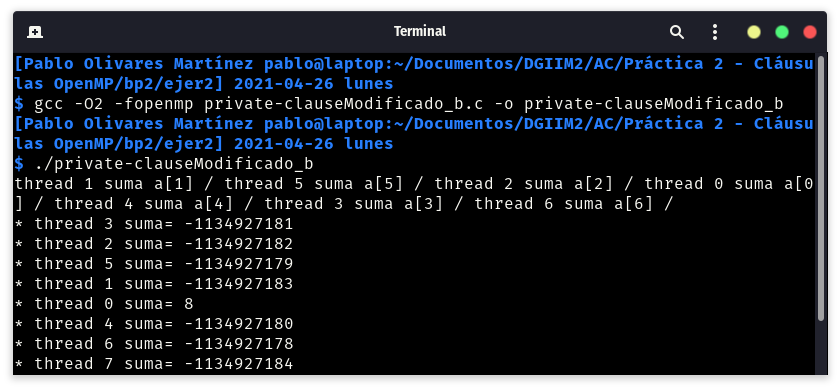 Terminal
[Pablo Olivares Martínez pablo@laptop:~/Documentos/DGIIM2/AC/Práctica 2 - Cláusu
las OpenMP/bp2/ejer2] 2021-04-26 lunes
$ gcc -O2 -fopenmp private-clauseModificado_b.c -o private-clauseModificado_b
[Pablo Olivares Martínez pablo@laptop:~/Documentos/DGIIM2/AC/Práctica 2 - Cláusu
las OpenMP/bp2/ejer2] 2021-04-26 lunes
$ ./private-clauseModificado_b
thread 1 suma a[1] / thread 5 suma a[5] / thread 2 suma a[2] / thread 0 suma a[0
] / thread 4 suma a[4] / thread 3 suma a[3] / thread 6 suma a[6] /
* thread 3 suma= -1134927181
* thread 2 suma= -1134927182
* thread 5 suma= -1134927179
* thread 1 suma= -1134927183
* thread 0 suma= 8
* thread 4 suma= -1134927180
* thread 6 suma= -1134927178
* thread 7 suma= -1134927184